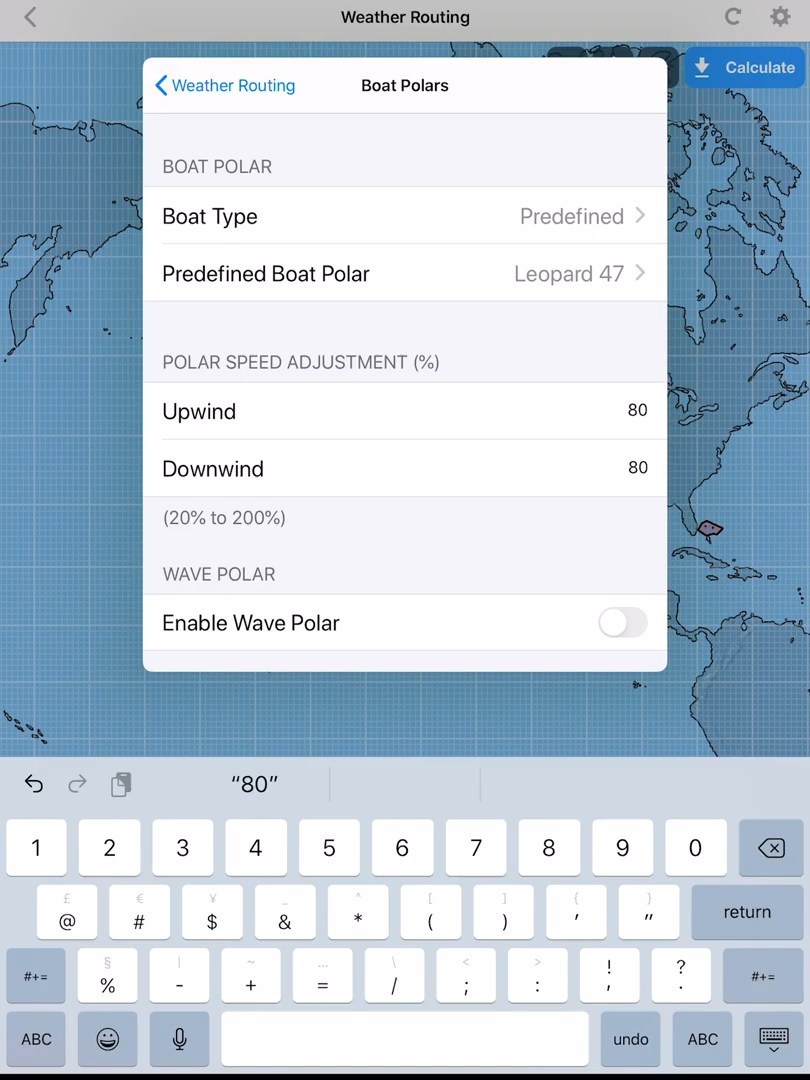 Weather Routing
Calculate
Weather Routing
Boat Polars
BOAT POLAR
Boat Type Predefined
Predefined Boat Polar Leopard 47
POLAR SPEED ADJUSTMENT (%)
Upwind 80
Downwind 80
(20% to 200%)
WAVE POLAR
Enable Wave Polar
“80”
1 2 3 4 5 6 7 8 9 0
£ € ¥ _ ^ [ ] { }
@ # $ & * ( ) ' " return
§ | ~ … \ < > ! ?
#+= % - + = / ; : , . #+=
ABC undo ABC